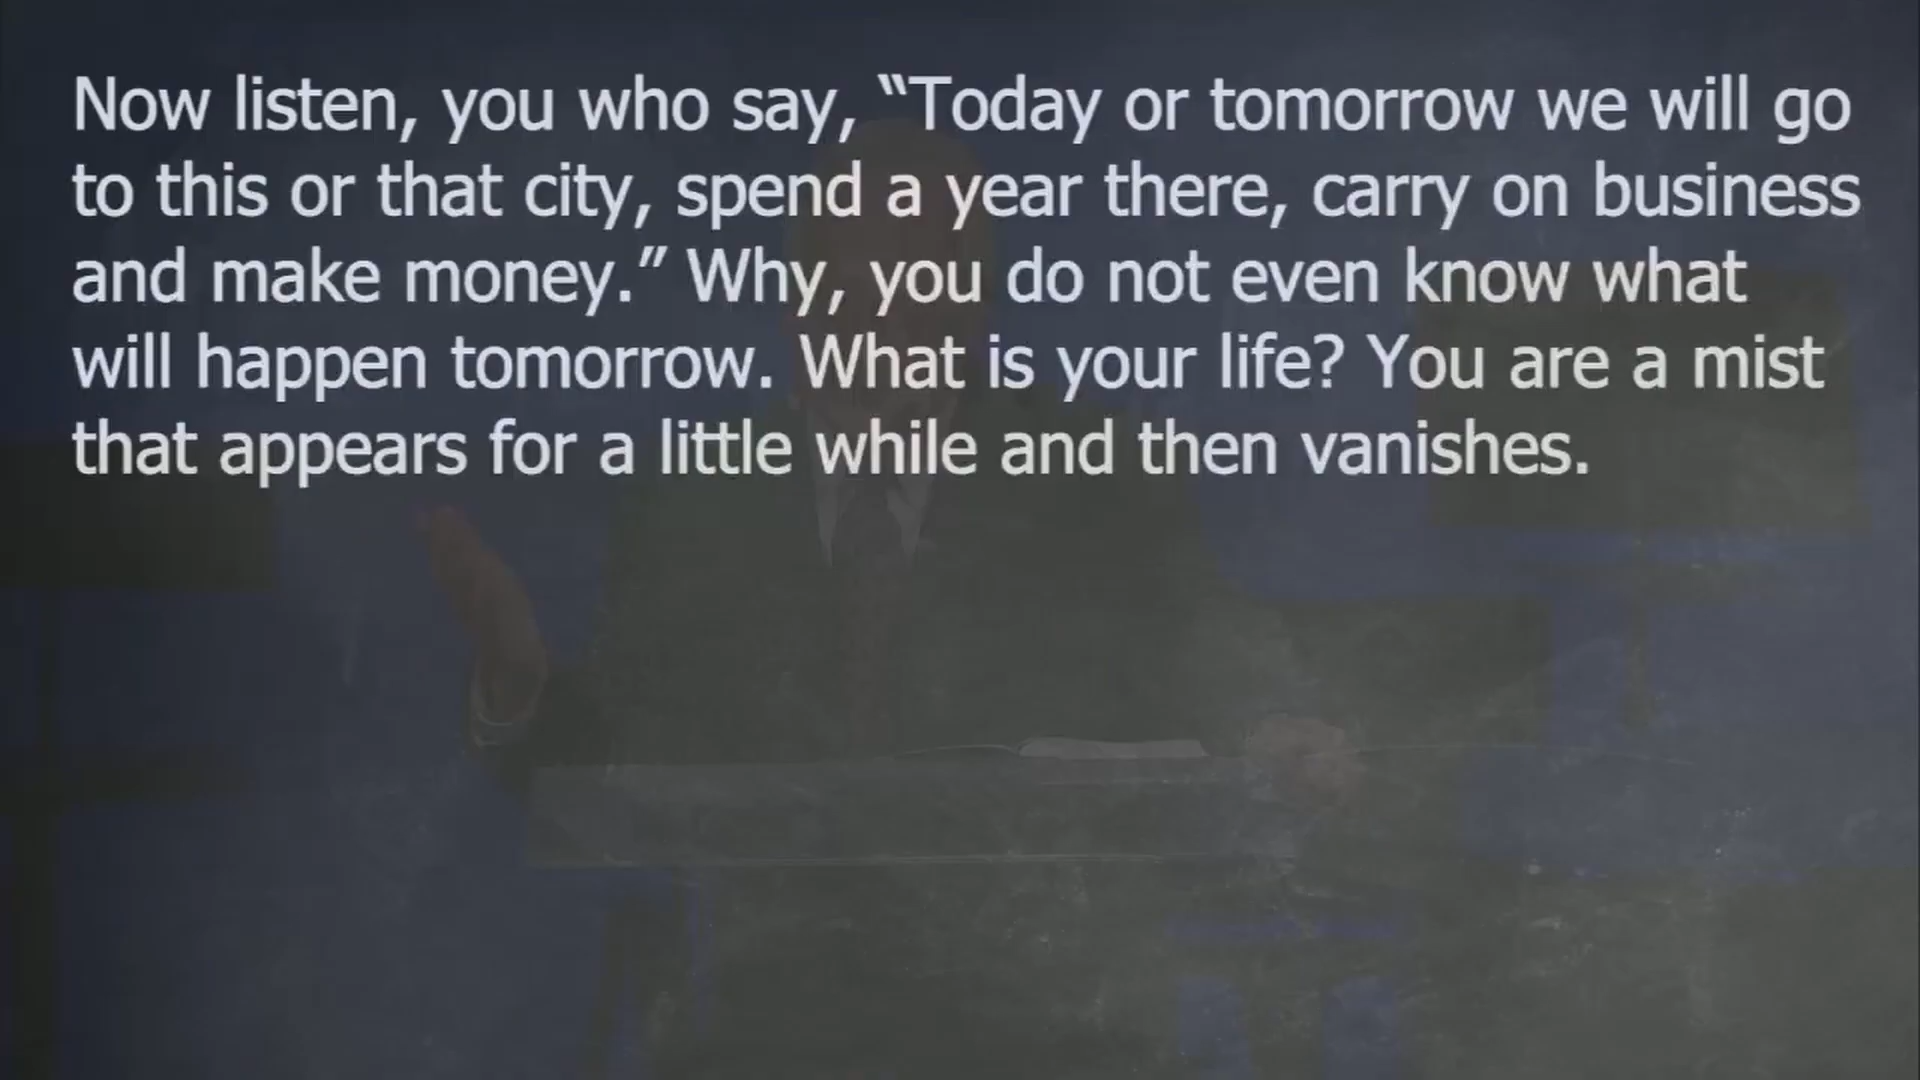 Now listen, you who say, “Today or tomorrow we will go
to this or that city, spend a year there, carry on business
and make money.” Why, you do not even know what
will happen tomorrow. What is your life? You are a mist
that appears for a little while and then vanishes.